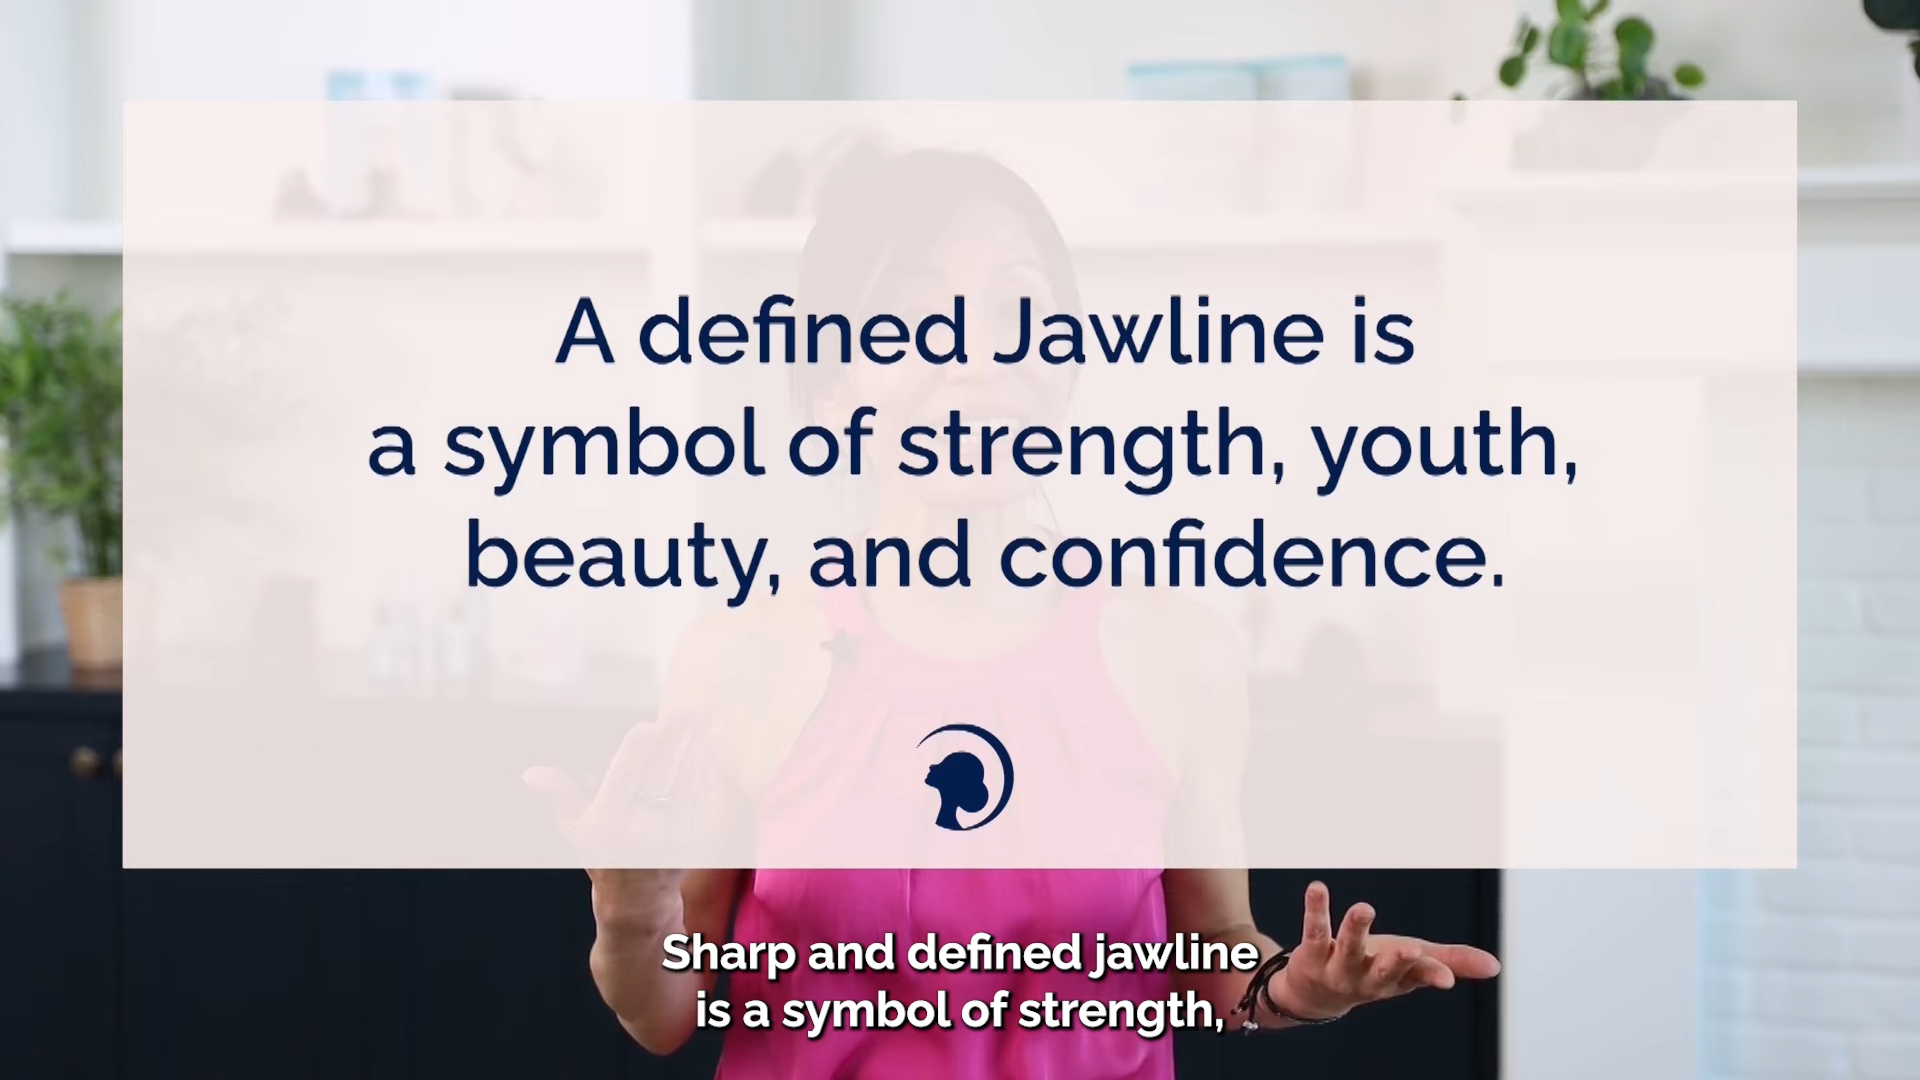 A defined Jawline is
a symbol of strength, youth,
beauty, and confidence.
Sharp and defined jawline
is a symbol of strength,